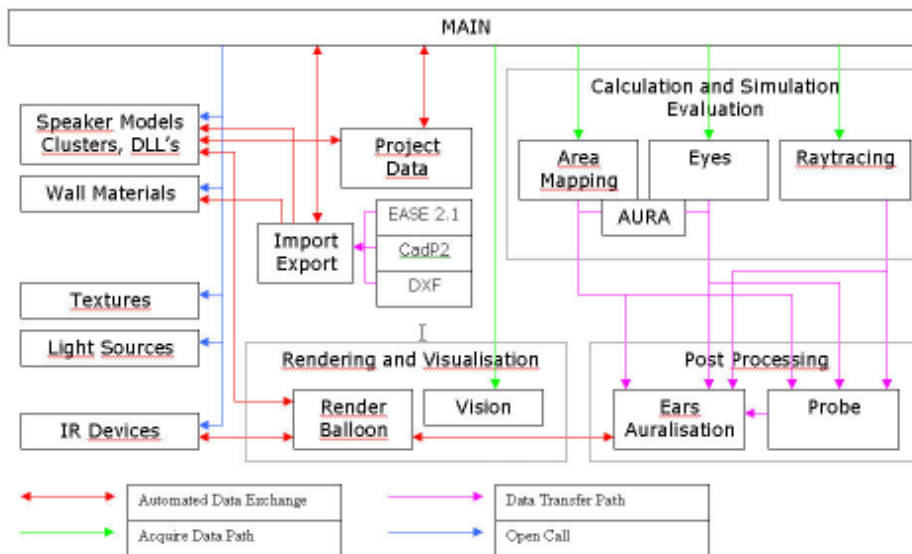 MAIN
Calculation and Simulation
Evaluation
Speaker Models
Clusters, DLL's
Project
Data
Area
Mapping
Eyes
Raytracing
Wall Materials
AURA
EASE 2.1
Import
Export
CadP2
DXF
Textures
Light Sources
Rendering and Visualisation
Post Processing
Render
Balloon
Vision
Ears
Auralisation
Probe
IR Devices
Automated Data Exchange
Data Transfer Path
Acquire Data Path
Open Call